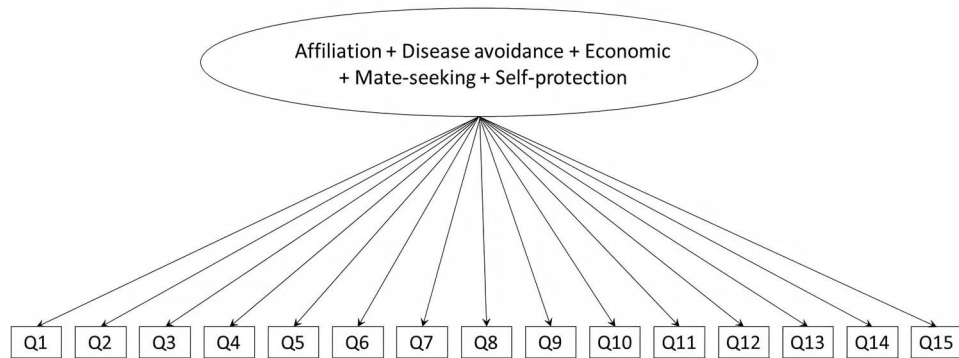 Affiliation + Disease avoidance + Economic
+ Mate-seeking + Self-protection
Q1 Q2 Q3 Q4 Q5 Q6 Q7 Q8 Q9 Q10 Q11 Q12 Q13 Q14 Q15